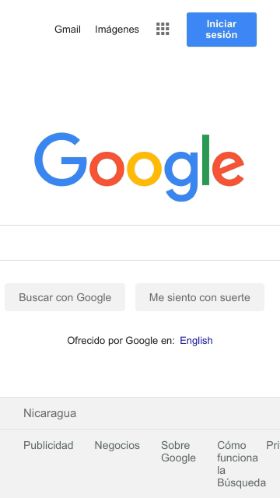 Gmail Imágenes Iniciar
sesión
Google
Buscar con Google Me siento con suerte
Ofrecido por Google en: English
Nicaragua
Publicidad Negocios Sobre
Google
Cómo
funciona
la
Búsqueda
Pri